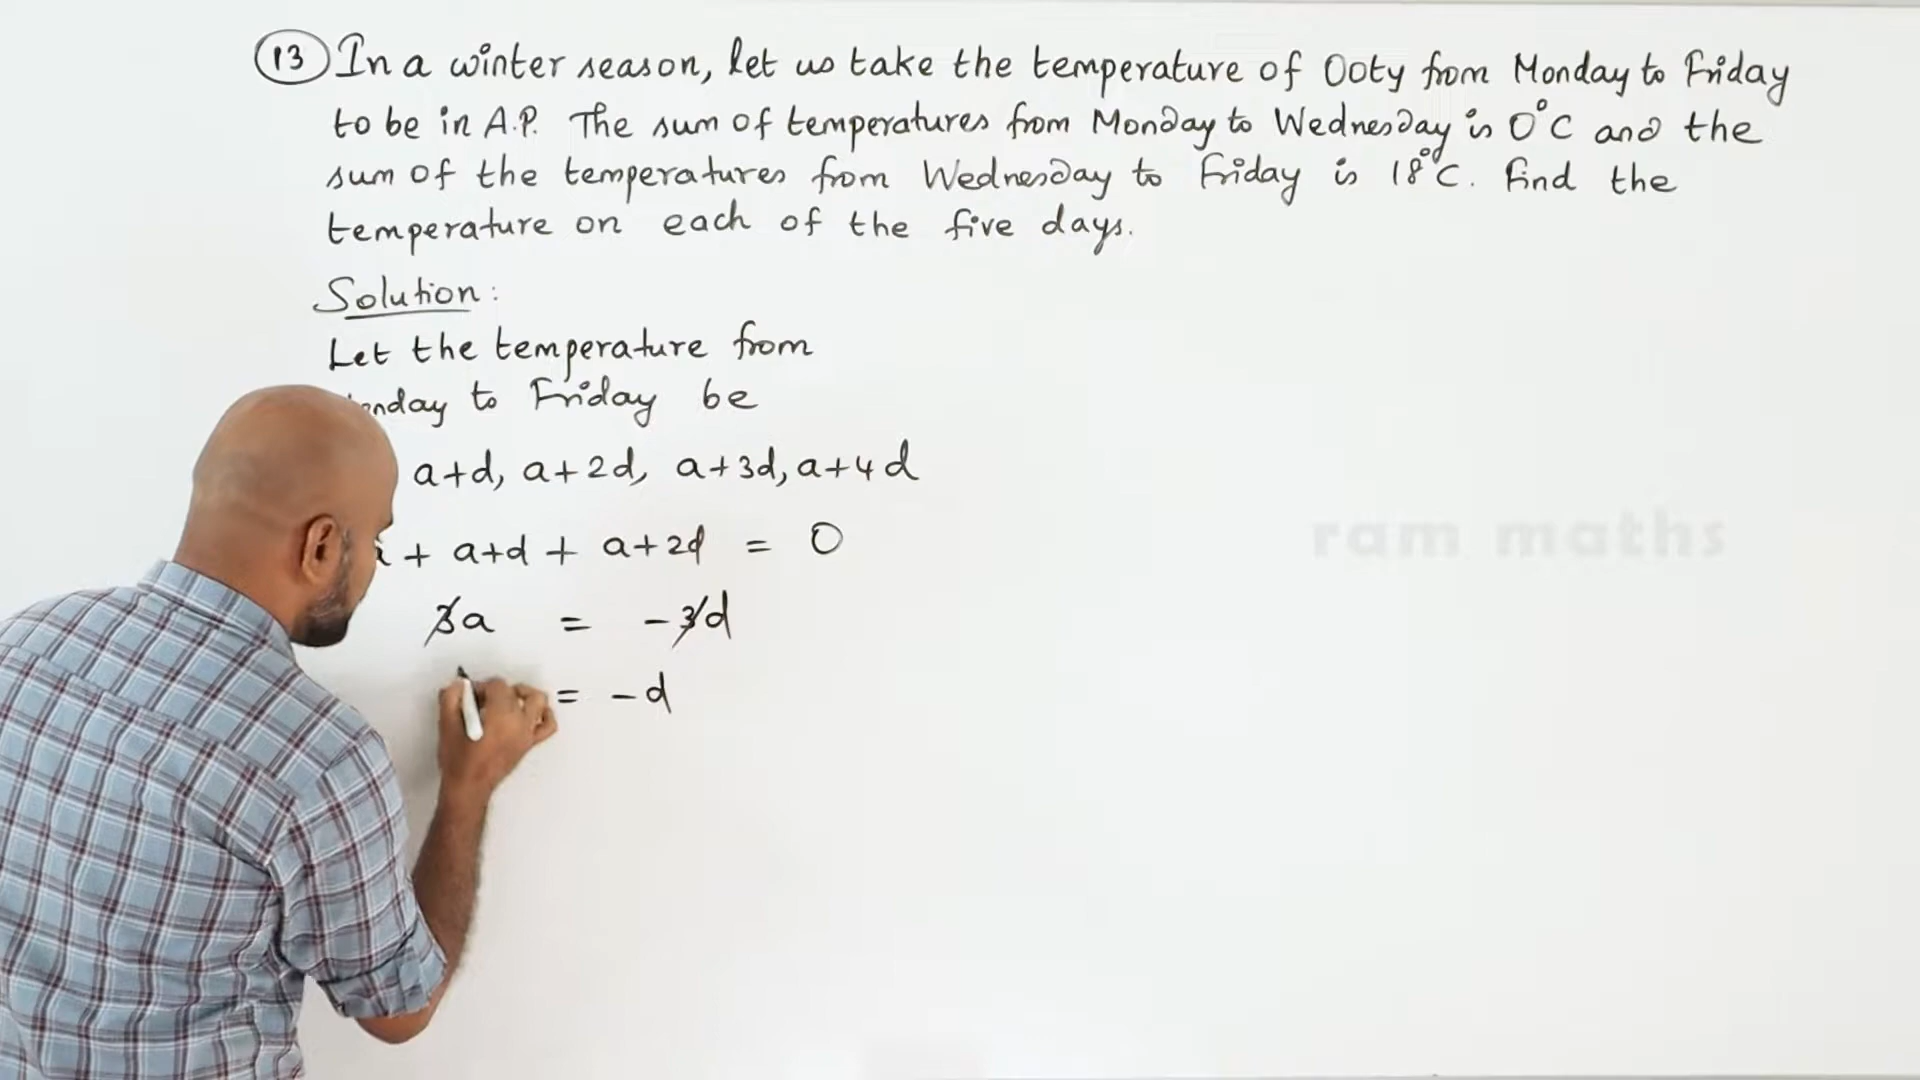 13 In a winter season, let us take the temperature of Ooty from Monday to Friday
to be in A.P. The sum of temperatures from Monday to Wednesday is 0°C and the
sum of the temperatures from Wednesday to Friday is 18°C. Find the
temperature on each of the five days.
Solution:
Let the temperature from
to Friday be
a+d, a+2d, a+3d, a+4d
+ a+d + a+2d = 0
3a = -3d
= -d
ram maths